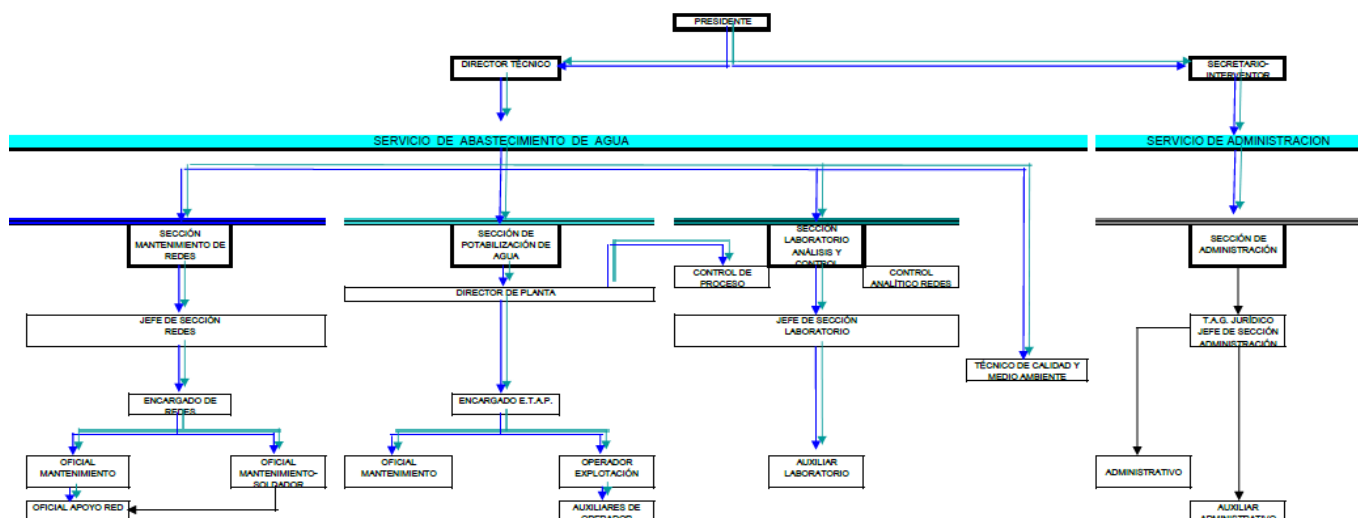 PRESIDENTE
DIRECTOR TÉCNICO
SECRETARIO-
INTERVENTOR
SERVICIO DE ABASTECIMIENTO DE AGUA
SERVICIO DE ADMINISTRACION
SECCIÓN
MANTENIMIENTO DE
REDES
SECCIÓN DE
POTABILIZACIÓN DE
AGUA
SECCIÓN
LABORATORIO
ANÁLISIS Y
CONTROL
SECCIÓN DE
ADMINISTRACIÓN
CONTROL DE
PROCESO
CONTROL
ANALÍTICO REDES
DIRECTOR DE PLANTA
JEFE DE SECCIÓN
REDES
JEFE DE SECCIÓN
LABORATORIO
T.A.G. JURÍDICO
JEFE DE SECCIÓN
ADMINISTRACIÓN
TÉCNICO DE CALIDAD Y
MEDIO AMBIENTE
ENCARGADO DE
REDES
ENCARGADO E.T.A.P.
OFICIAL
MANTENIMIENTO
OFICIAL
MANTENIMIENTO-
SOLDADOR
OFICIAL
MANTENIMIENTO
OPERADOR
EXPLOTACIÓN
AUXILIAR
LABORATORIO
ADMINISTRATIVO
OFICIAL APOYO RED
AUXILIARES DE
OPERADOR
AUXILIAR
ADMINISTRATIVO